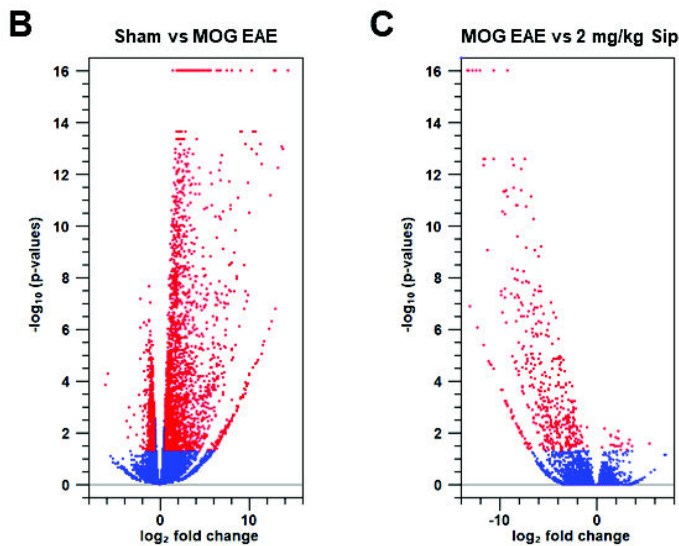 B
Sham vs MOG EAE
16
14
12
10
8
6
4
2
0
-log10 (p-values)
0
10
log2 fold change
C
MOG EAE vs 2 mg/kg Sip
16
14
12
10
8
6
4
2
0
-log10 (p-values)
-10
0
log2 fold change